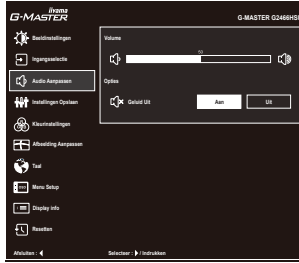 iiyama
G-MASTER
G-MASTER G2466HS
Beeldinstellingen
Volume
50
Ingangsselectie
Audio Aanpassen
Opties
Instellingen Opslaan
Geluid Uit
Aan
Uit
Kleurinstellingen
Afbeelding Aanpassen
Taal
Menu Setup
Display info
Resetten
Afsluiten :
Selecteer : / Indrukken